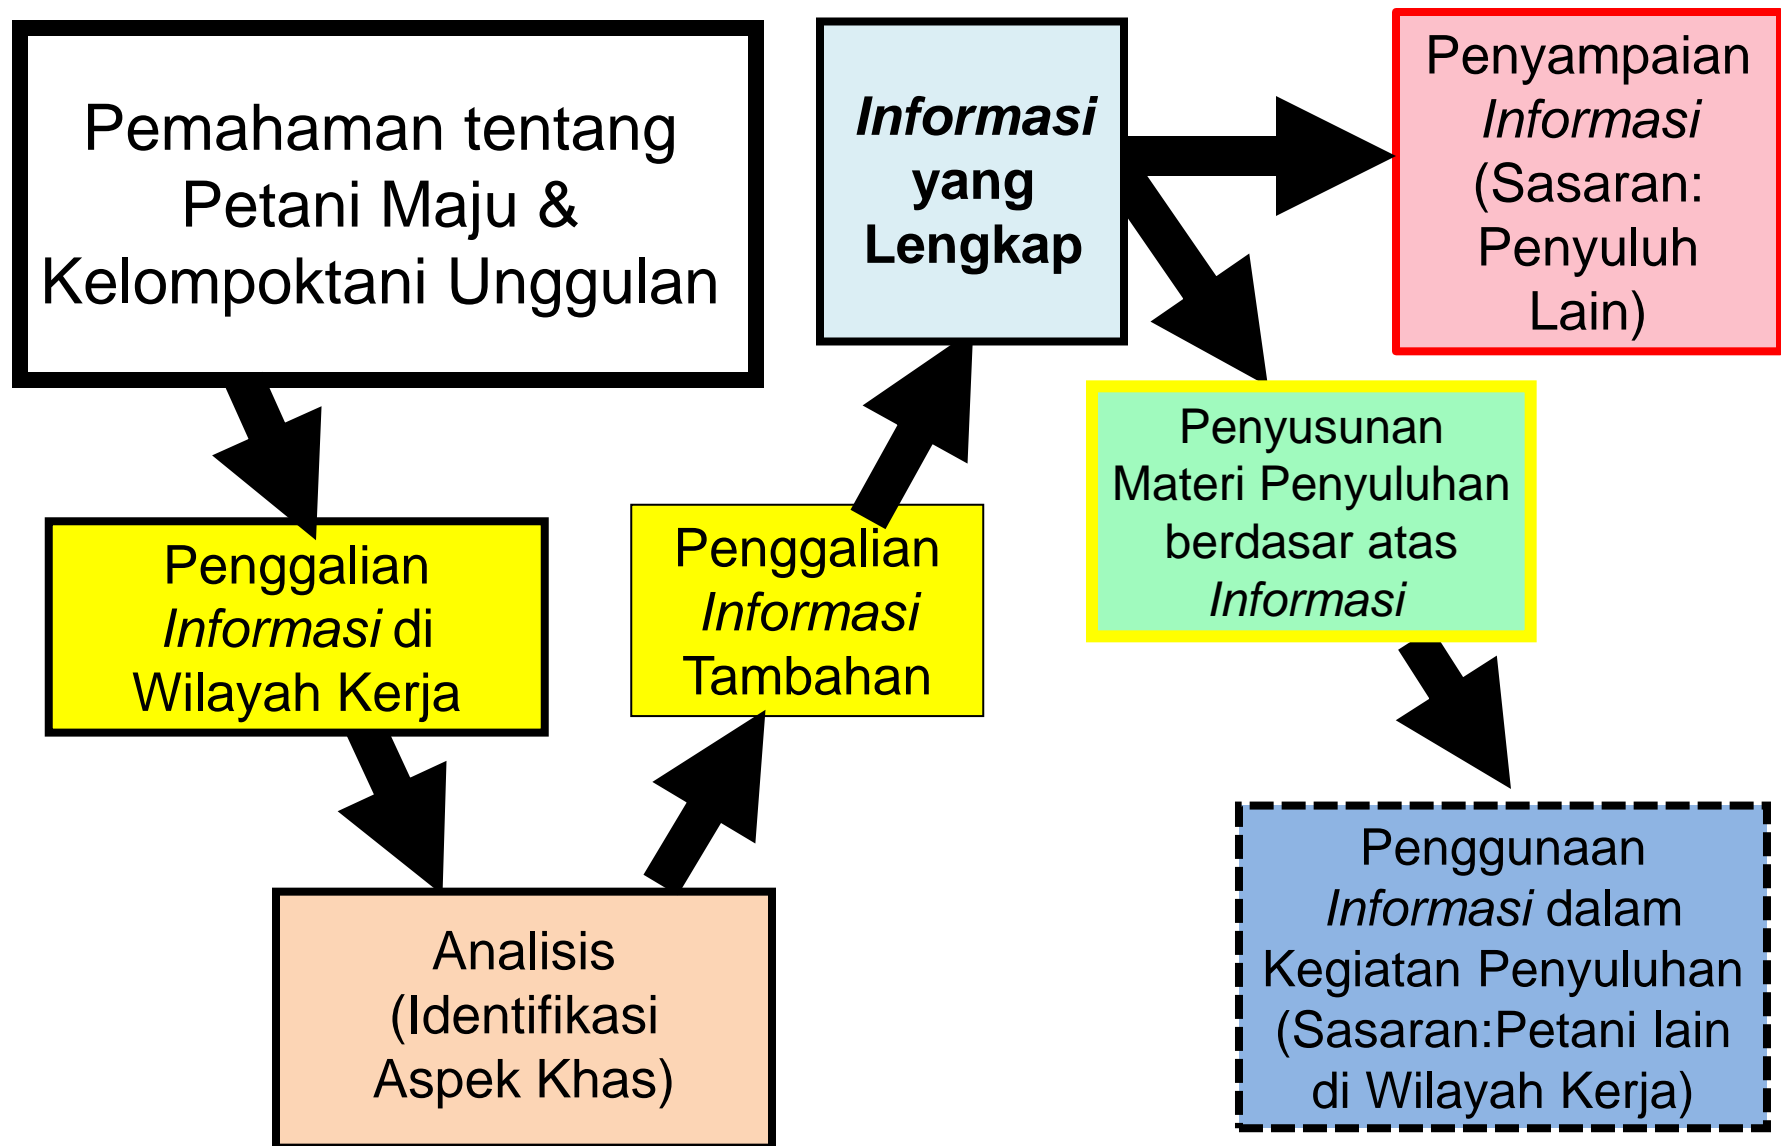 Pemahaman tentang
Petani Maju &
Kelompoktani Unggulan
Penggalian
Informasi di
Wilayah Kerja
Analisis
(Identifikasi
Aspek Khas)
Penggalian
Informasi
Tambahan
Informasi
yang
Lengkap
Penyampaian
Informasi
(Sasaran:
Penyuluh
Lain)
Penyusunan
Materi Penyuluhan
berdasar atas
Informasi
Penggunaan
Informasi dalam
Kegiatan Penyuluhan
(Sasaran:Petani lain
di Wilayah Kerja)